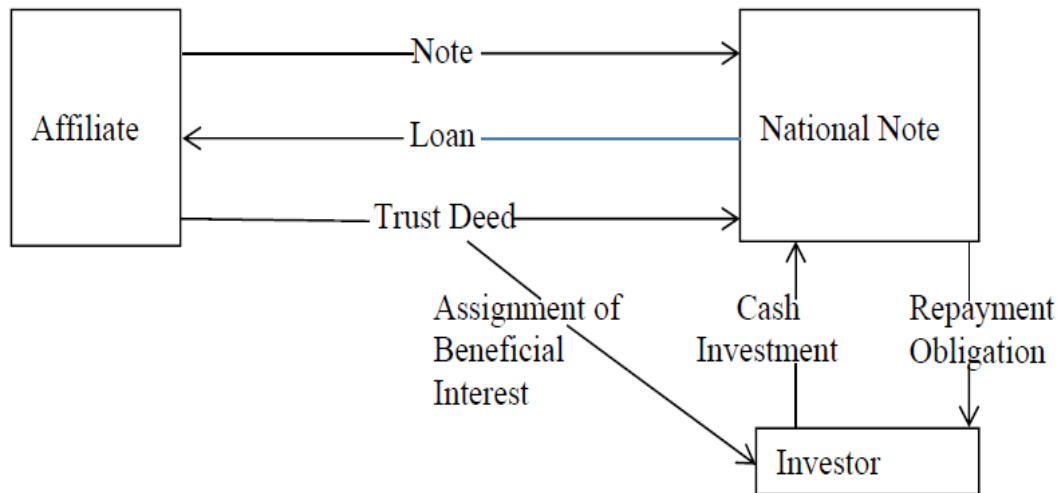 Note
Affiliate
Loan
National Note
Trust Deed
Assignment of
Beneficial
Interest
Cash
Investment
Repayment
Obligation
Investor